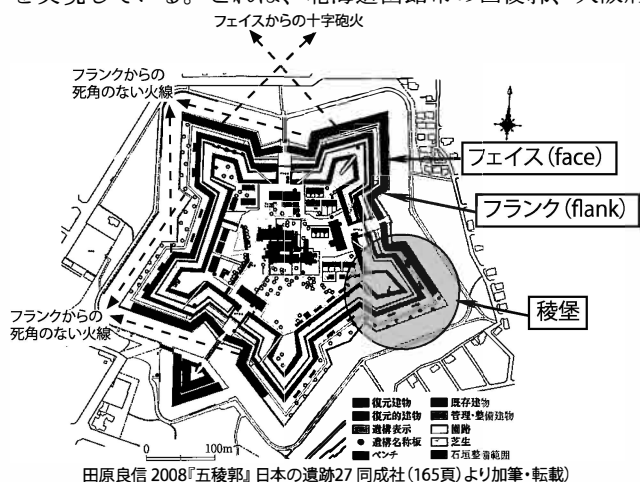 フェイスからの十字砲火
フランクからの
死角のない火線
フェイス(face)
フランク(flank)
稜堡
フランクからの
死角のない火線
復元建物
復元的建物
遺構表示
遺構名称板
ベンチ
既存建物
管理・整備建物
園路
芝生
石垣整備範囲
0 100m
田原良信 2008『五稜郭』日本の遺跡27 同成社(165頁)より加筆・転載)